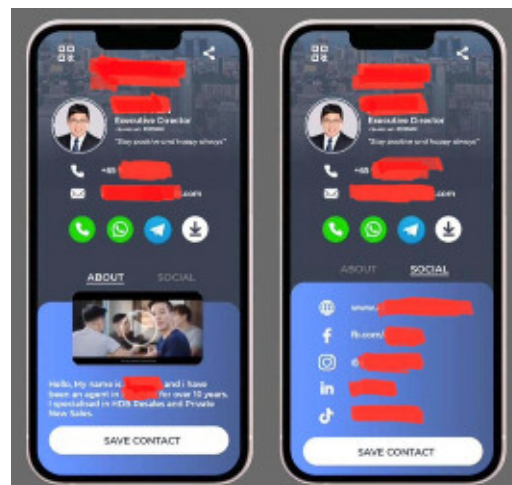 Executive Director
"Stay positive and happy always"
+65
.com
ABOUT SOCIAL
Hello, My name is and i have
been an agent in for over 10 years.
I specialised in HDB Resales and Private
New Sales.
SAVE CONTACT
Executive Director
"Stay positive and happy always"
+65
.com
ABOUT SOCIAL
www.
fb.com/
SAVE CONTACT